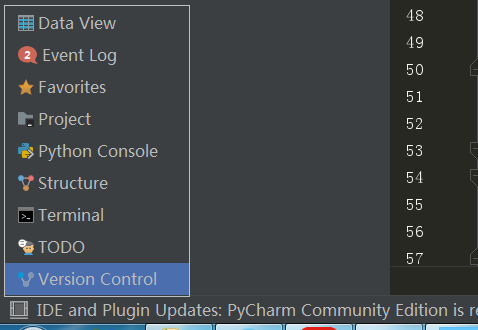 Data View
2 Event Log
Favorites
Project
Python Console
Structure
Terminal
TODO
Version Control
48
49
50
51
52
53
54
55
56
57
IDE and Plugin Updates: PyCharm Community Edition is re